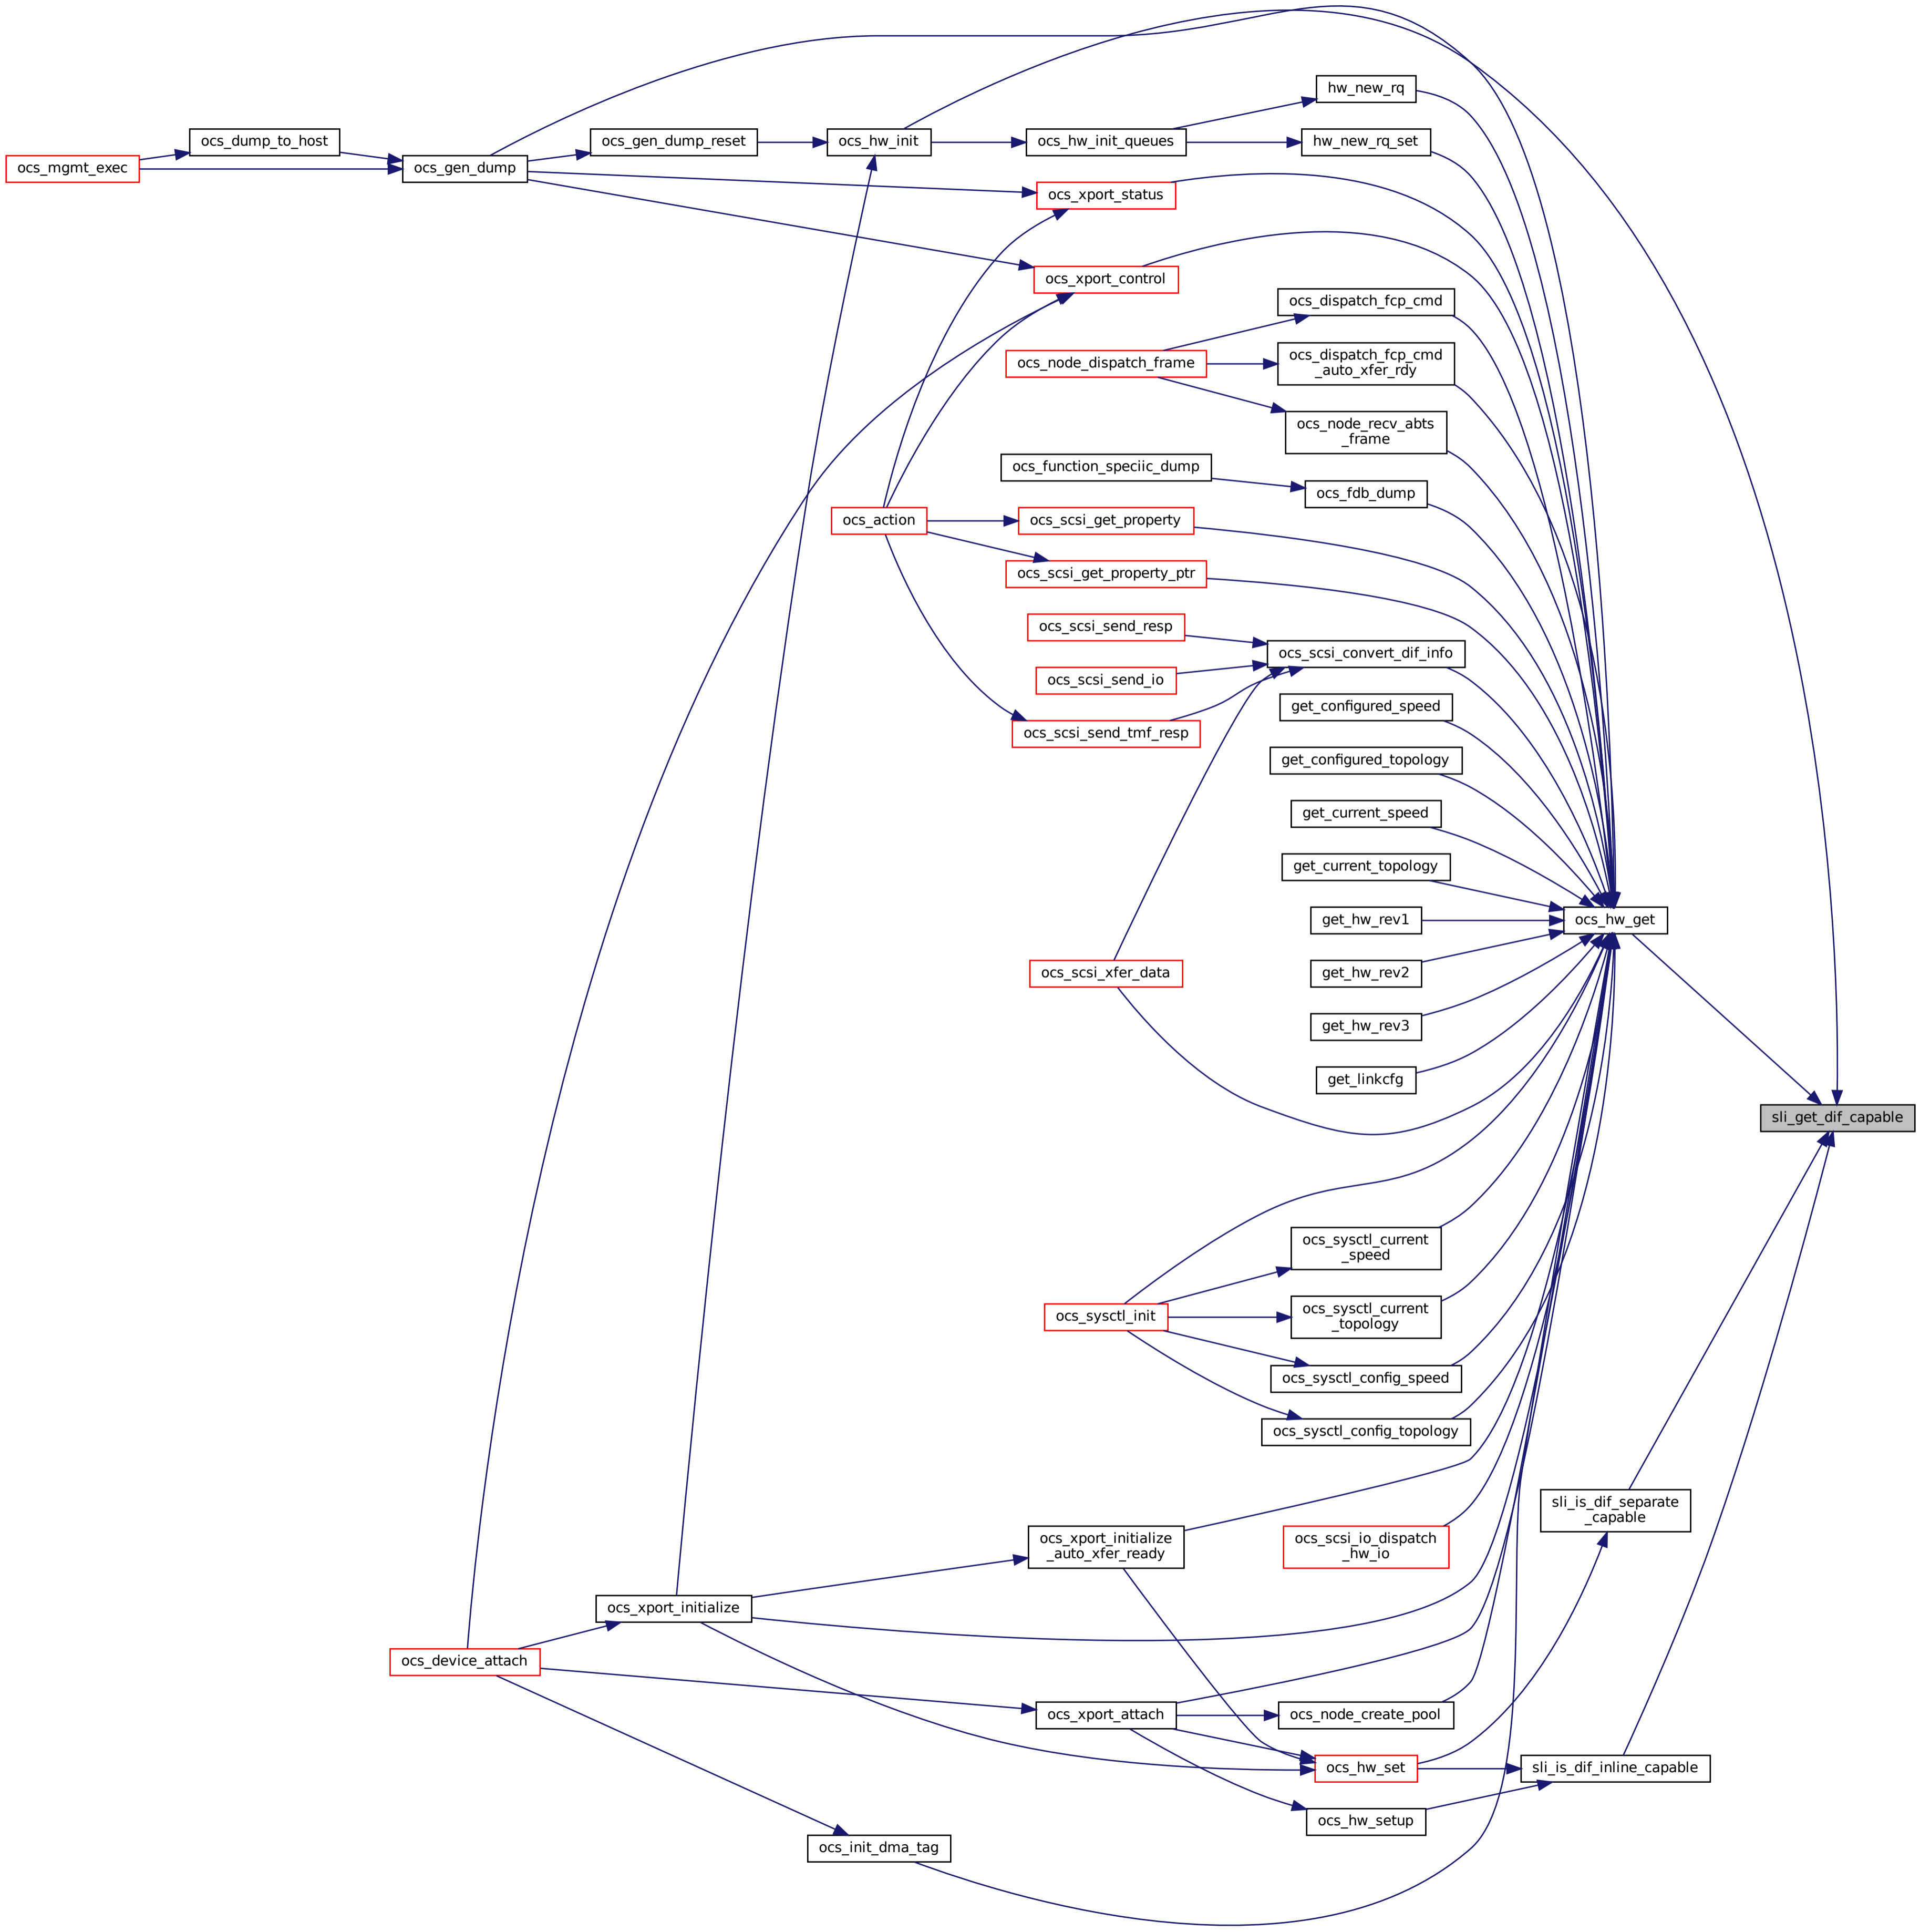 hw_new_rq
ocs_dump_to_host
ocs_gen_dump_reset
ocs_hw_init
ocs_hw_init_queues
hw_new_rq_set
ocs_mgmt_exec
ocs_gen_dump
ocs_xport_status
ocs_xport_control
ocs_dispatch_fcp_cmd
ocs_node_dispatch_frame
ocs_dispatch_fcp_cmd
_auto_xfer_rdy
ocs_node_recv_abts
_frame
ocs_function_speciic_dump
ocs_fdb_dump
ocs_action
ocs_scsi_get_property
ocs_scsi_get_property_ptr
ocs_scsi_send_resp
ocs_scsi_convert_dif_info
ocs_scsi_send_io
get_configured_speed
ocs_scsi_send_tmf_resp
get_configured_topology
get_current_speed
get_current_topology
get_hw_rev1
ocs_hw_get
ocs_scsi_xfer_data
get_hw_rev2
get_hw_rev3
get_linkcfg
sli_get_dif_capable
ocs_sysctl_current
_speed
ocs_sysctl_init
ocs_sysctl_current
_topology
ocs_sysctl_config_speed
ocs_sysctl_config_topology
sli_is_dif_separate
_capable
ocs_xport_initialize
_auto_xfer_ready
ocs_scsi_io_dispatch
_hw_io
ocs_xport_initialize
ocs_device_attach
ocs_xport_attach
ocs_node_create_pool
ocs_hw_set
sli_is_dif_inline_capable
ocs_hw_setup
ocs_init_dma_tag